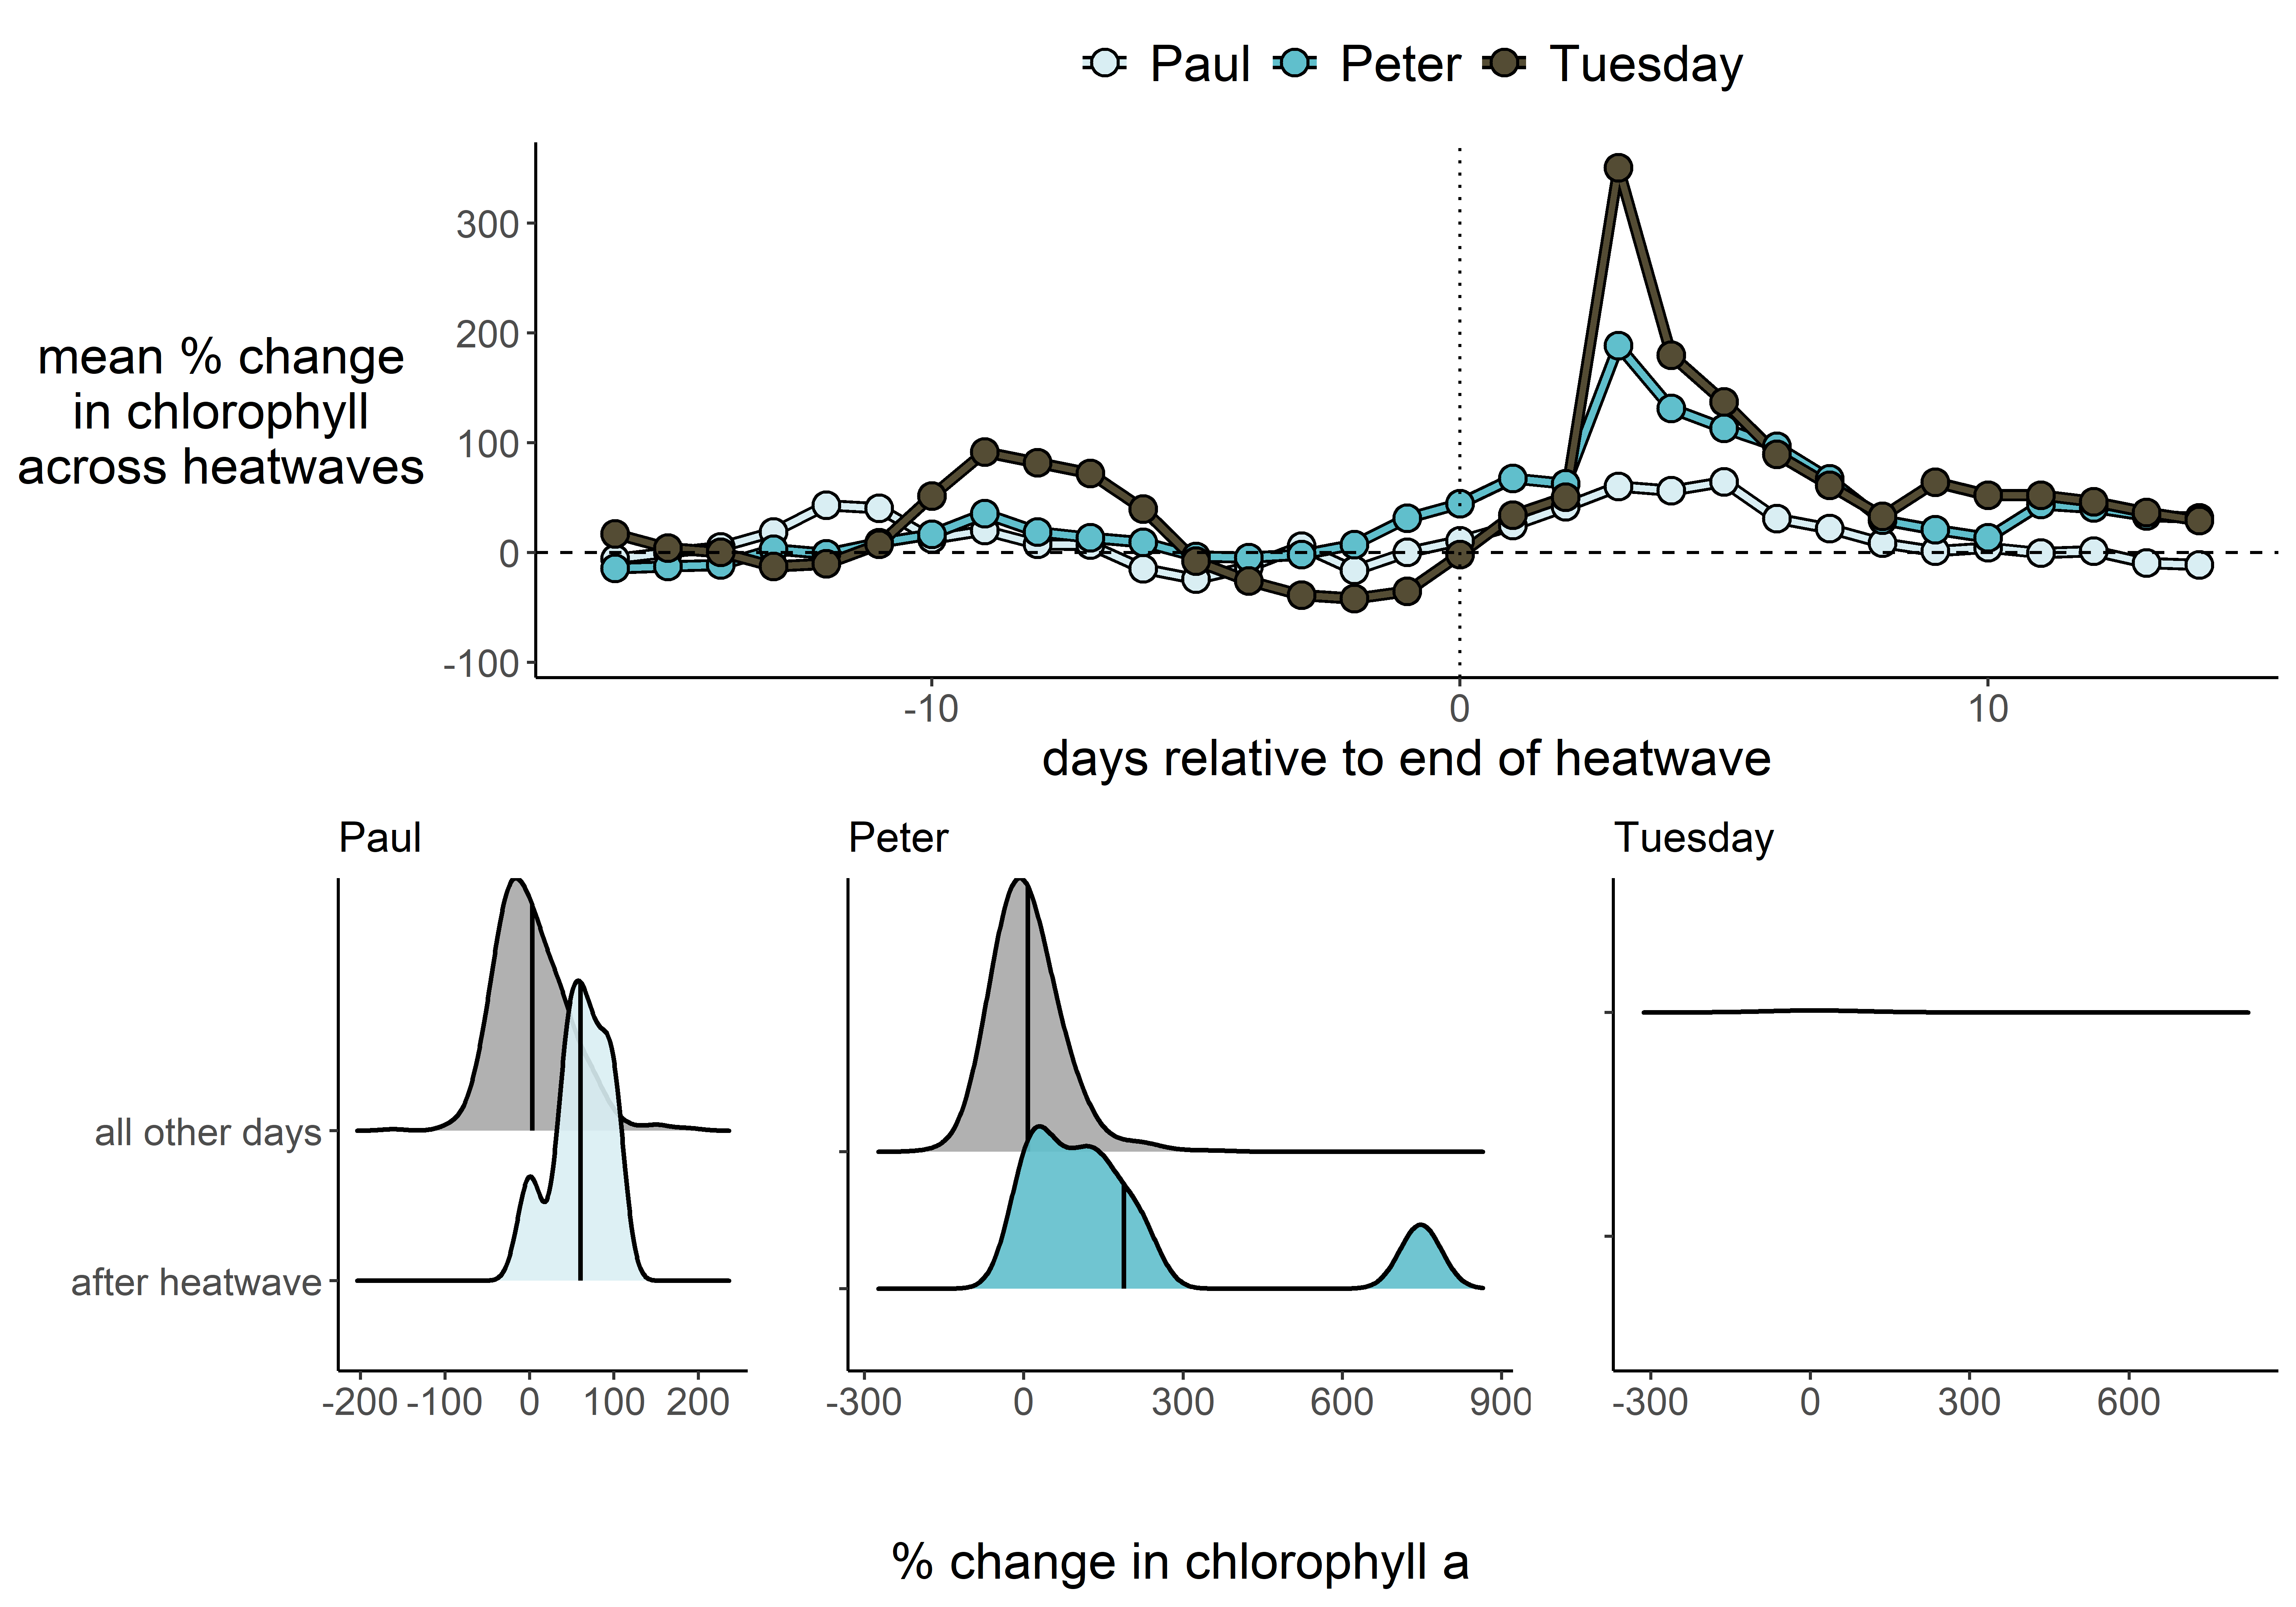 Paul Peter Tuesday
mean % change
in chlorophyll
across heatwaves
300
200
100
0
-100
-10 0 10
days relative to end of heatwave
Paul
all other days
after heatwave
-200 -100 0 100 200
Peter
-300 0 300 600 900
Tuesday
-300 0 300 600
% change in chlorophyll a